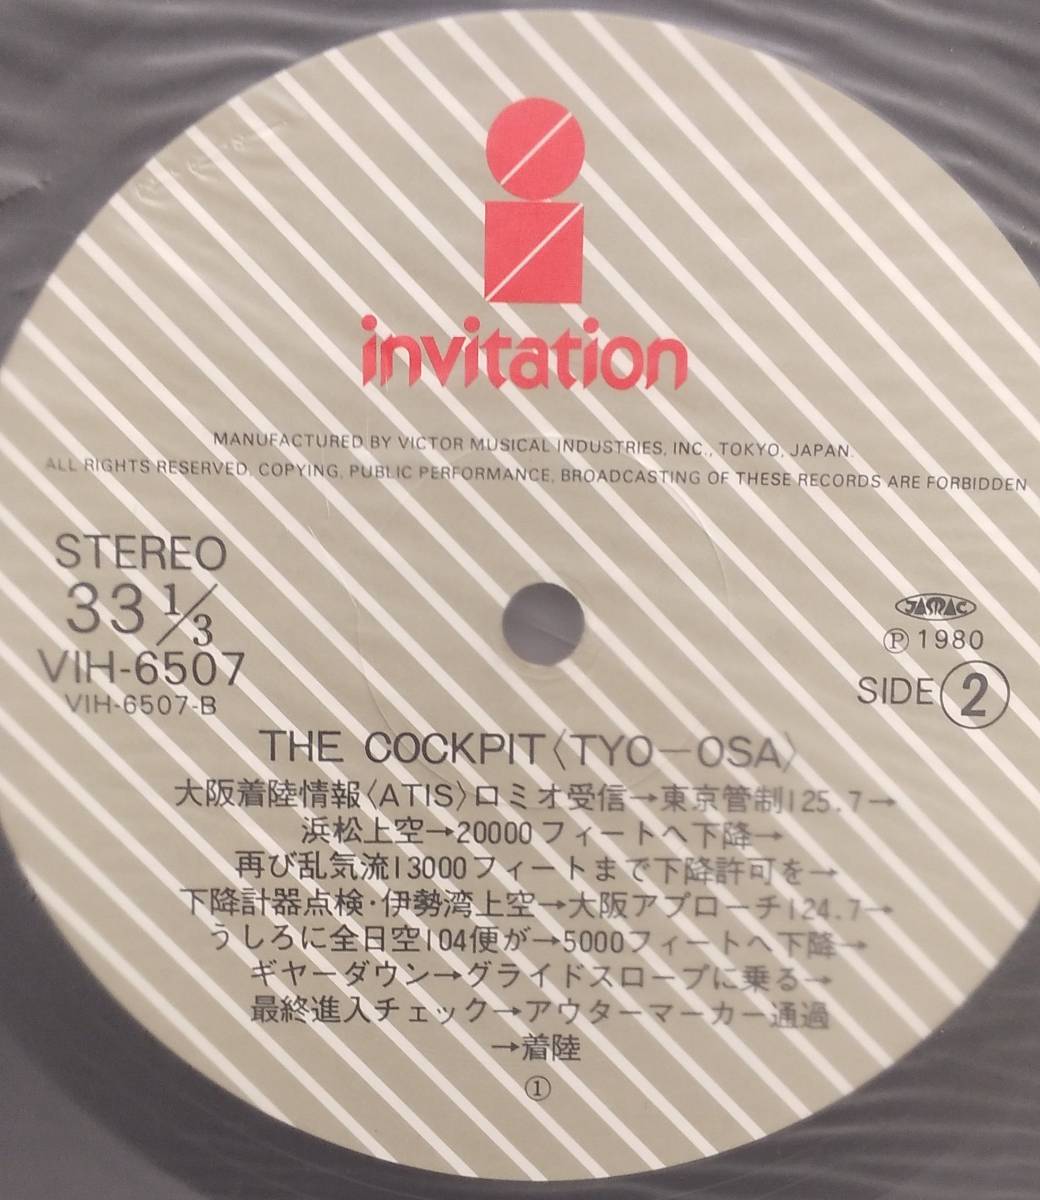 invitation
MANUFACTURED BY VICTOR MUSICAL INDUSTRIES, INC., TOKYO, JAPAN.
ALL RIGHTS RESERVED, COPYING, PUBLIC PERFORMANCE, BROADCASTING OF THESE RECORDS ARE FORBIDDEN
STEREO
33 1/3
VIH-6507
VIH-6507-B
JASRAC
Ⓟ 1980
SIDE ②
THE COCKPIT〈TYO—OSA〉
大阪着陸情報〈ATIS〉ロミオ受信→東京管制125.7→
浜松上空→20000フィートへ下降→
再び乱気流13000フィートまで下降許可を→
下降計器点検・伊勢湾上空→大阪アプローチ124.7→
うしろに全日空104便が→5000フィートへ下降→
ギヤーダウン→グライドスロープに乗る→
最終進入チェック→アウターマーカー通過
→着陸
①